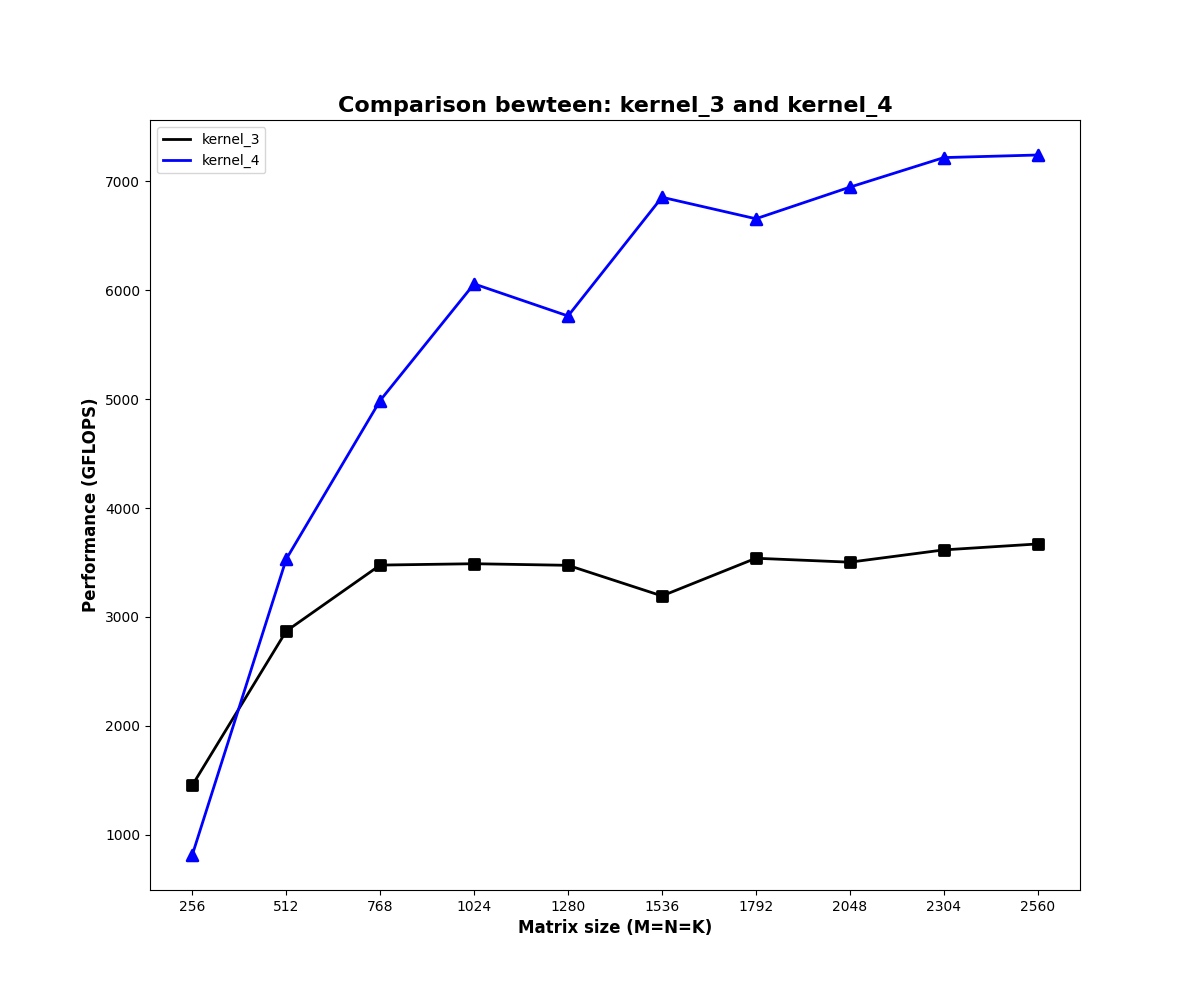 Comparison bewteen: kernel_3 and kernel_4
kernel_3
kernel_4
7000
6000
5000
4000
3000
2000
1000
Performance (GFLOPS)
256 512 768 1024 1280 1536 1792 2048 2304 2560
Matrix size (M=N=K)